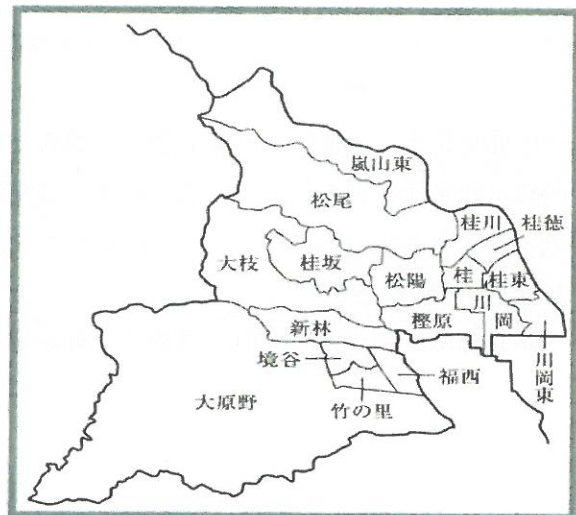 嵐山東
松尾
桂川
桂徳
大枝
桂坂
松陽
桂
桂東
川岡
樫原
新林
境谷
福西
川岡東
大原野
竹の里